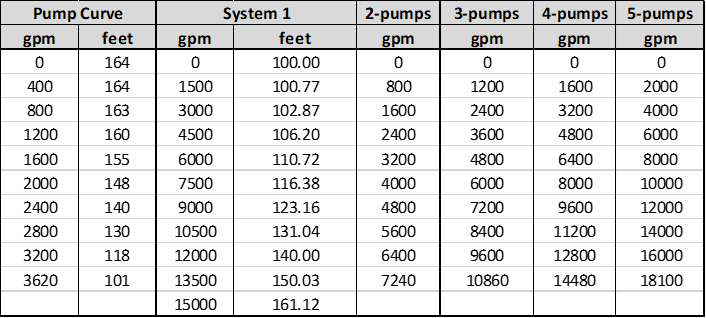 Pump Curve System 1 2-pumps 3-pumps 4-pumps 5-pumps
gpm feet gpm feet gpm gpm gpm gpm
0 164 0 100.00 0 0 0 0
400 164 1500 100.77 800 1200 1600 2000
800 163 3000 102.87 1600 2400 3200 4000
1200 160 4500 106.20 2400 3600 4800 6000
1600 155 6000 110.72 3200 4800 6400 8000
2000 148 7500 116.38 4000 6000 8000 10000
2400 140 9000 123.16 4800 7200 9600 12000
2800 130 10500 131.04 5600 8400 11200 14000
3200 118 12000 140.00 6400 9600 12800 16000
3620 101 13500 150.03 7240 10860 14480 18100
15000 161.12